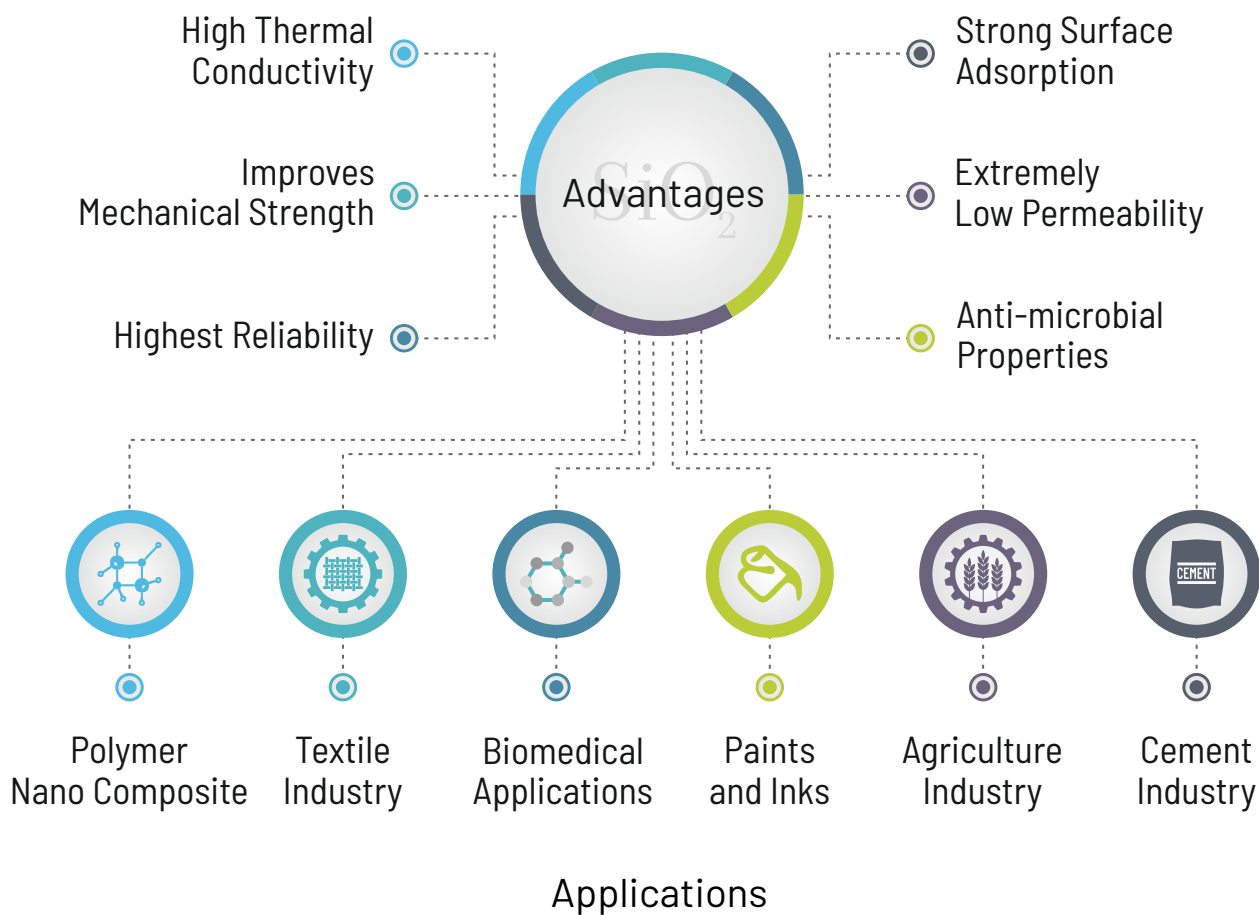 High Thermal
Conductivity
Improves
Mechanical Strength
Highest Reliability
SiO₂
Advantages
Strong Surface
Adsorption
Extremely
Low Permeability
Anti-microbial
Properties
CEMENT
Polymer
Nano Composite
Textile
Industry
Biomedical
Applications
Paints
and Inks
Agriculture
Industry
Cement
Industry
Applications